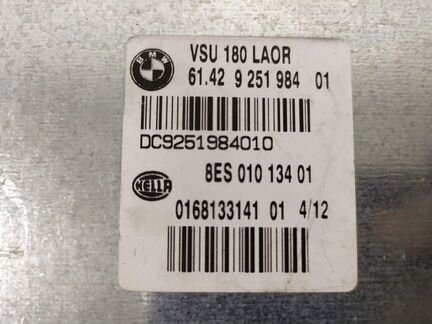 BMW
VSU 180 LAOR
61.42 9 251 984 01
DC9251984010
8ES 010 134 01
HELLA
0168133141 01 4/12